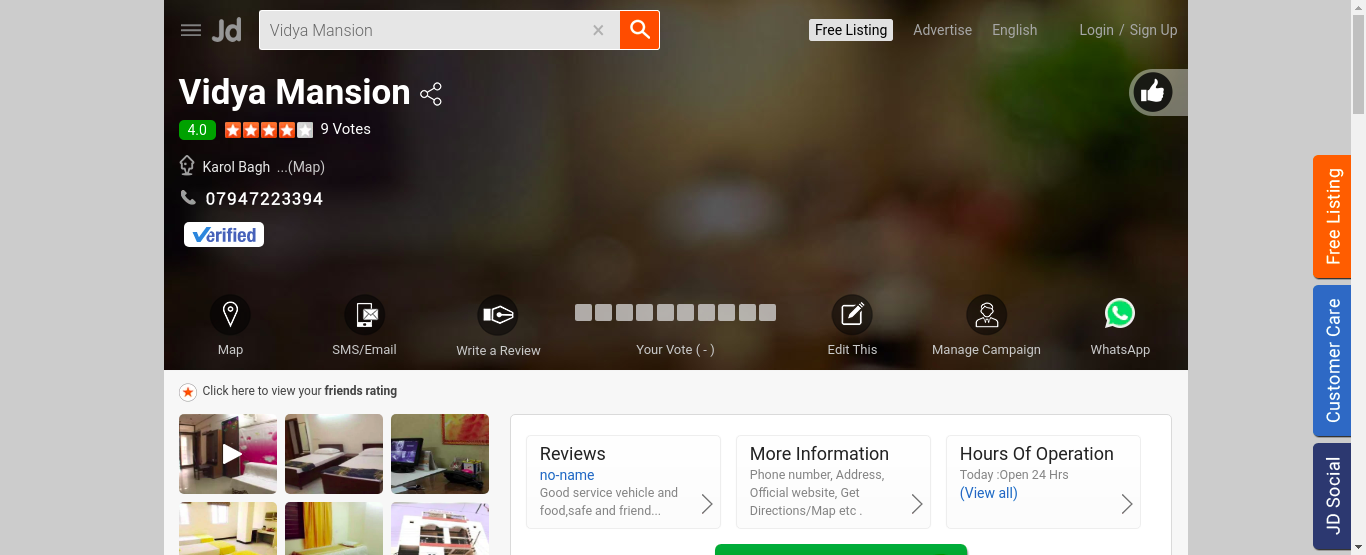 Jd
Vidya Mansion ×
Free Listing
Advertise
English
Login / Sign Up
Vidya Mansion
4.0 9 Votes
Karol Bagh ...(Map)
07947223394
Verified
Map
SMS/Email
Write a Review
Your Vote ( - )
Edit This
Manage Campaign
WhatsApp
Free Listing
Customer Care
JD Social
Click here to view your friends rating
Reviews
no-name
Good service vehicle and
food,safe and friend...
More Information
Phone number, Address,
Official website, Get
Directions/Map etc .
Hours Of Operation
Today :Open 24 Hrs
(View all)